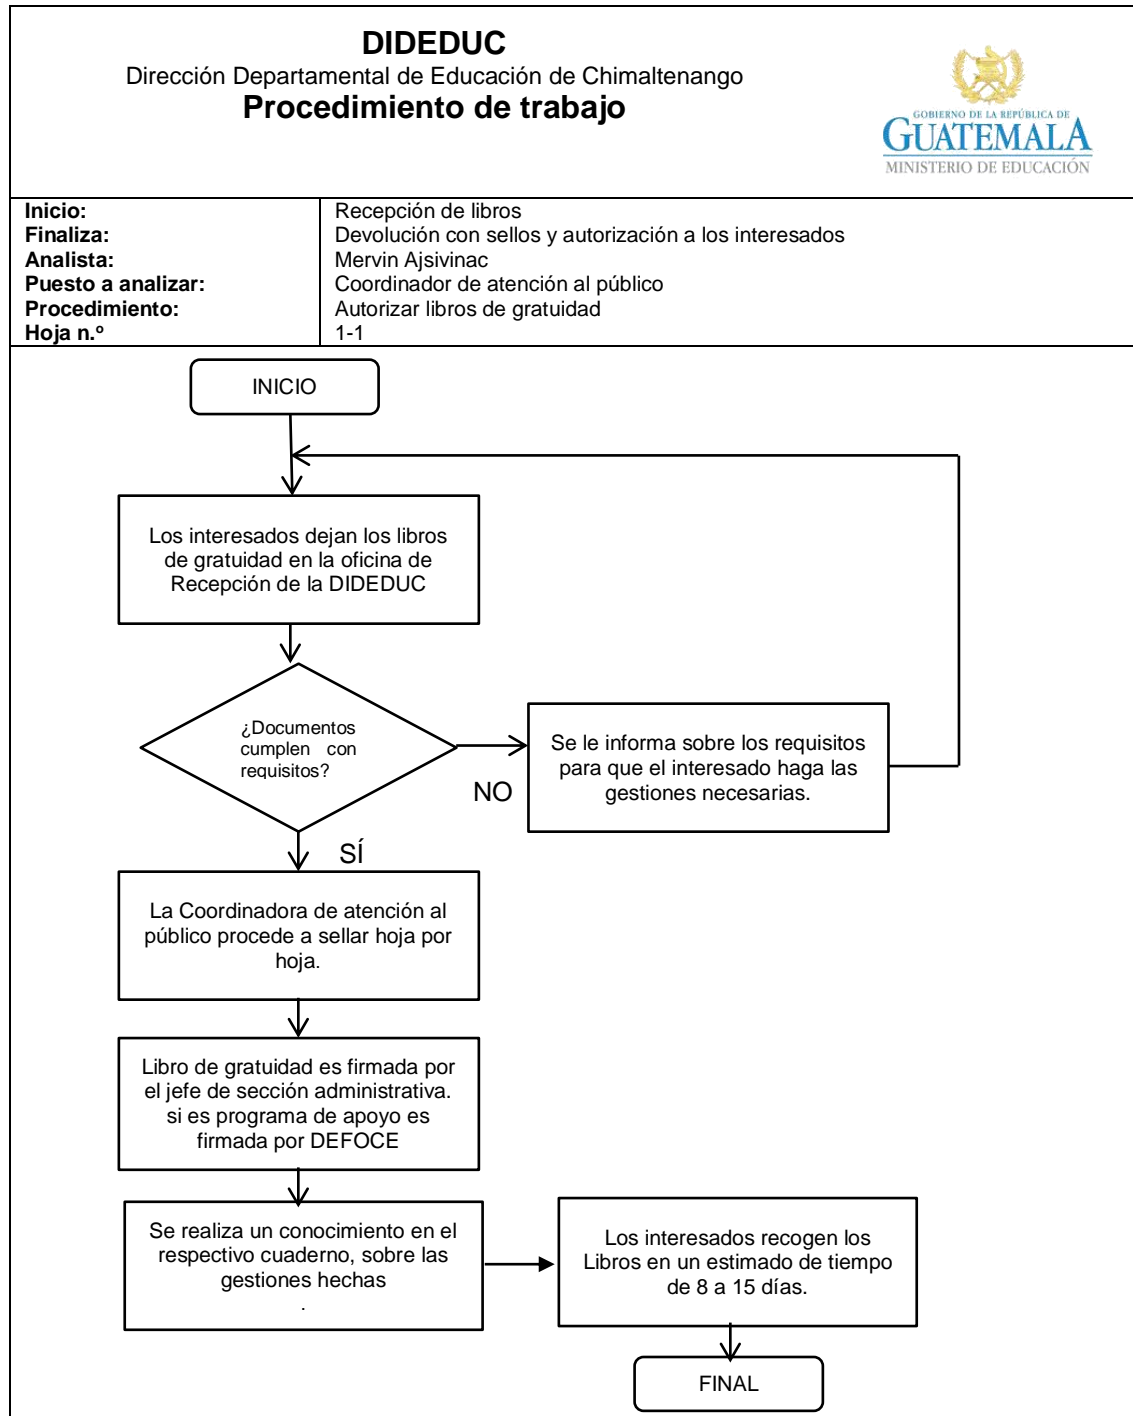 DIDEDUC
Dirección Departamental de Educación de Chimaltenango
Procedimiento de trabajo
GOBIERNO DE LA REPÚBLICA DE
GUATEMALA
MINISTERIO DE EDUCACIÓN
Inicio: Recepción de libros
Finaliza: Devolución con sellos y autorización a los interesados
Analista: Mervin Ajsivinac
Puesto a analizar: Coordinador de atención al público
Procedimiento: Autorizar libros de gratuidad
Hoja n.º 1-1
INICIO
Los interesados dejan los libros
de gratuidad en la oficina de
Recepción de la DIDEDUC
¿Documentos
cumplen con
requisitos?
NO
Se le informa sobre los requisitos
para que el interesado haga las
gestiones necesarias.
SÍ
La Coordinadora de atención al
público procede a sellar hoja por
hoja.
Libro de gratuidad es firmada por
el jefe de sección administrativa.
si es programa de apoyo es
firmada por DEFOCE
Se realiza un conocimiento en el
respectivo cuaderno, sobre las
gestiones hechas
.
Los interesados recogen los
Libros en un estimado de tiempo
de 8 a 15 días.
FINAL